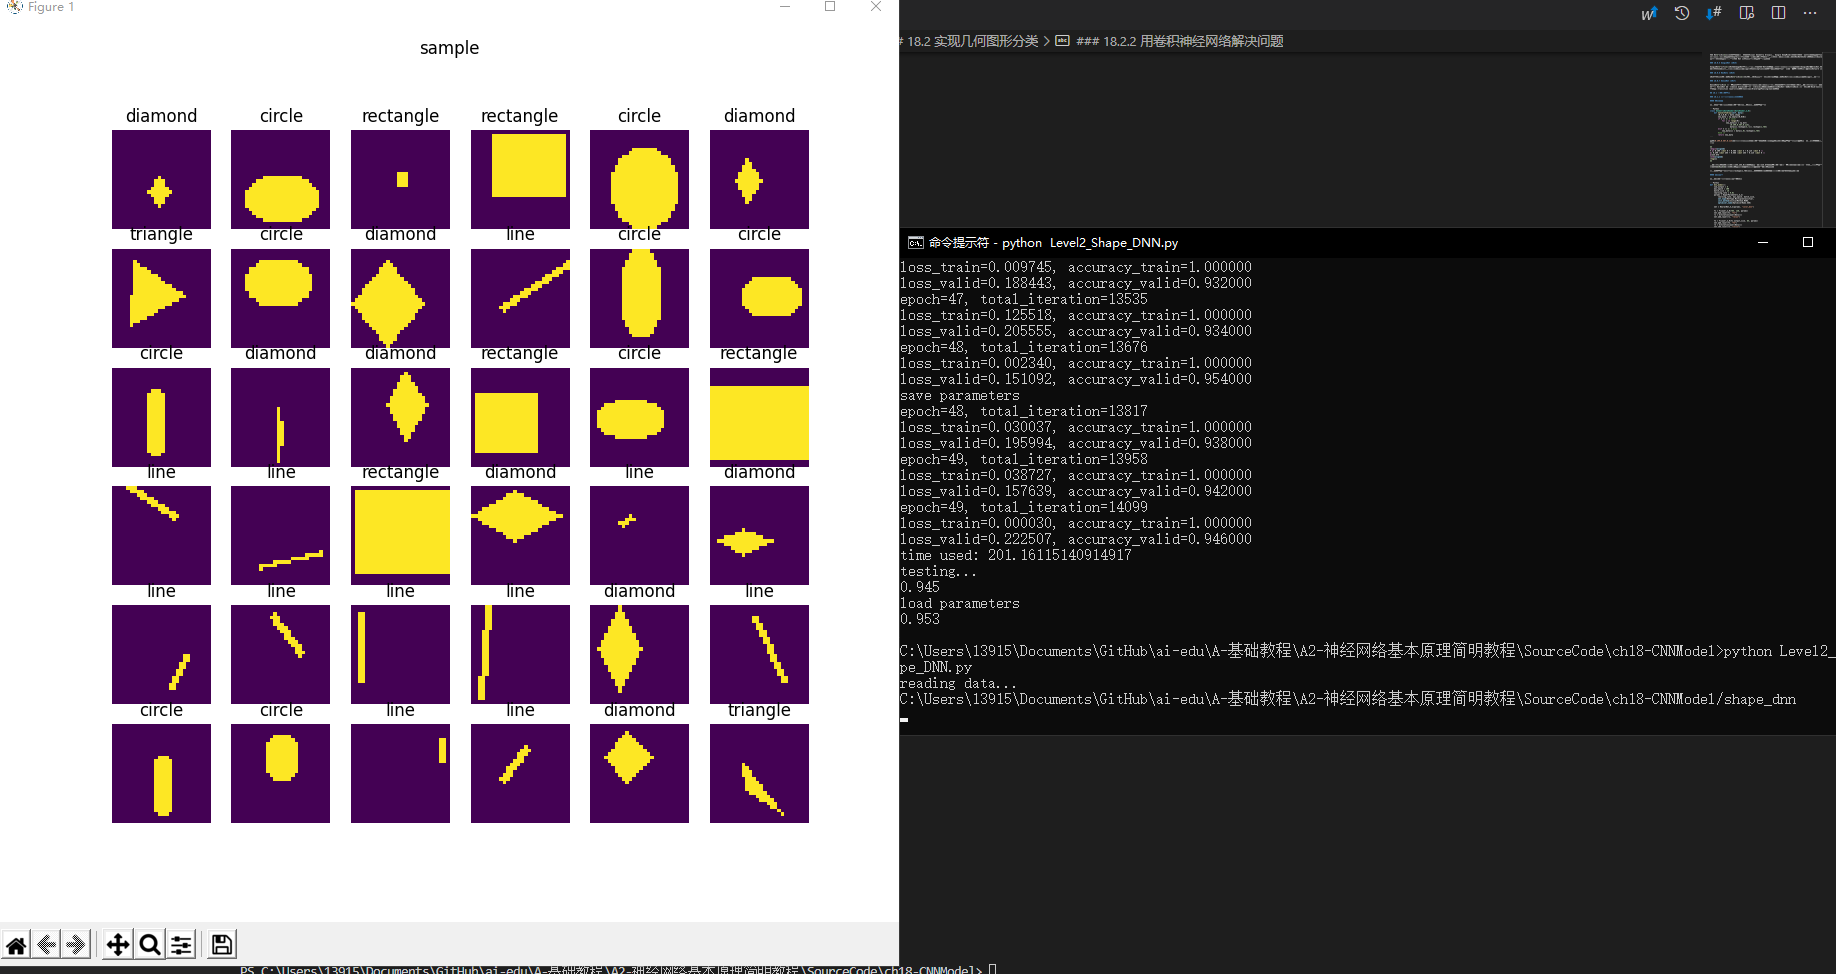 Figure 1
sample
diamond circle rectangle rectangle circle diamond
triangle circle diamond line circle circle
circle diamond diamond rectangle circle rectangle
line line rectangle diamond line diamond
line line line line diamond line
circle circle line line diamond triangle
# 18.2 实现几何图形分类 > abc ### 18.2.2 用卷积神经网络解决问题
命令提示符 - python Level2_Shape_DNN.py
loss_train=0.009745, accuracy_train=1.000000
loss_valid=0.188443, accuracy_valid=0.932000
epoch=47, total_iteration=13535
loss_train=0.125518, accuracy_train=1.000000
loss_valid=0.205555, accuracy_valid=0.934000
epoch=48, total_iteration=13676
loss_train=0.002340, accuracy_train=1.000000
loss_valid=0.151092, accuracy_valid=0.954000
save parameters
epoch=48, total_iteration=13817
loss_train=0.030037, accuracy_train=1.000000
loss_valid=0.195994, accuracy_valid=0.938000
epoch=49, total_iteration=13958
loss_train=0.038727, accuracy_train=1.000000
loss_valid=0.157639, accuracy_valid=0.942000
epoch=49, total_iteration=14099
loss_train=0.000030, accuracy_train=1.000000
loss_valid=0.222507, accuracy_valid=0.946000
time used: 201.16115140914917
testing...
0.945
load parameters
0.953
C:\Users\13915\Documents\GitHub\ai-edu\A-基础教程\A2-神经网络基本原理简明教程\SourceCode\ch18-CNNModel>python Level2_
pe_DNN.py
reading data...
C:\Users\13915\Documents\GitHub\ai-edu\A-基础教程\A2-神经网络基本原理简明教程\SourceCode\ch18-CNNModel/shape_dnn
PS C:\Users\13915\Documents\GitHub\ai-edu\A-基础教程\A2-神经网络基本原理简明教程\SourceCode\ch18-CNNModel>